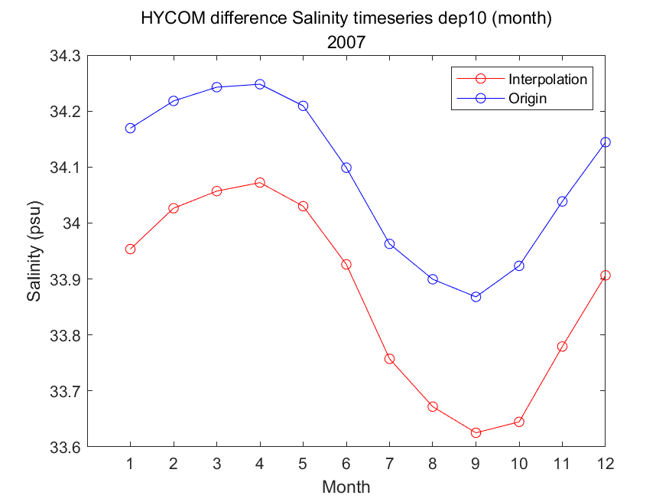 HYCOM difference Salinity timeseries dep10 (month)
2007
34.3
34.2
34.1
34
33.9
33.8
33.7
33.6
Salinity (psu)
Interpolation
Origin
1 2 3 4 5 6 7 8 9 10 11 12
Month